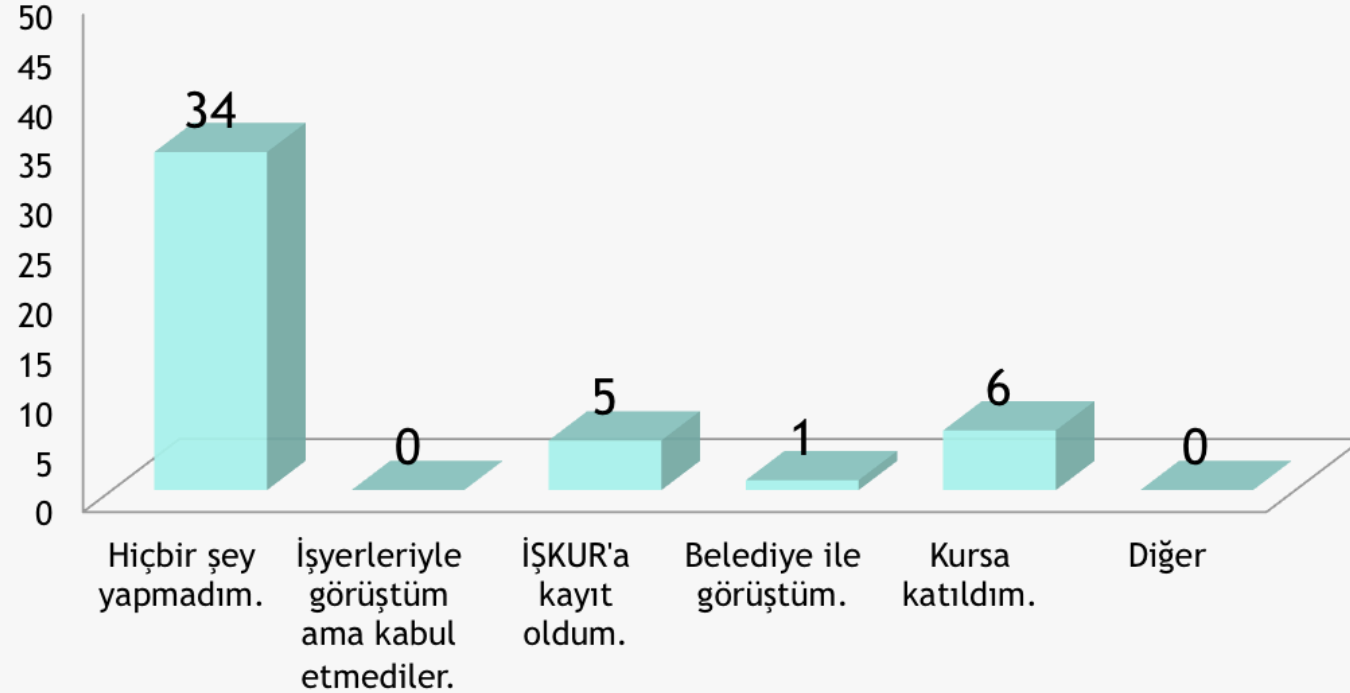 50
45
40
35
30
25
20
15
10
5
0
34
0
5
1
6
0
Hiçbir şey
yapmadım.
İşyerleriyle
görüştüm
ama kabul
etmediler.
İŞKUR'a
kayıt
oldum.
Belediye ile
görüştüm.
Kursa
katıldım.
Diğer